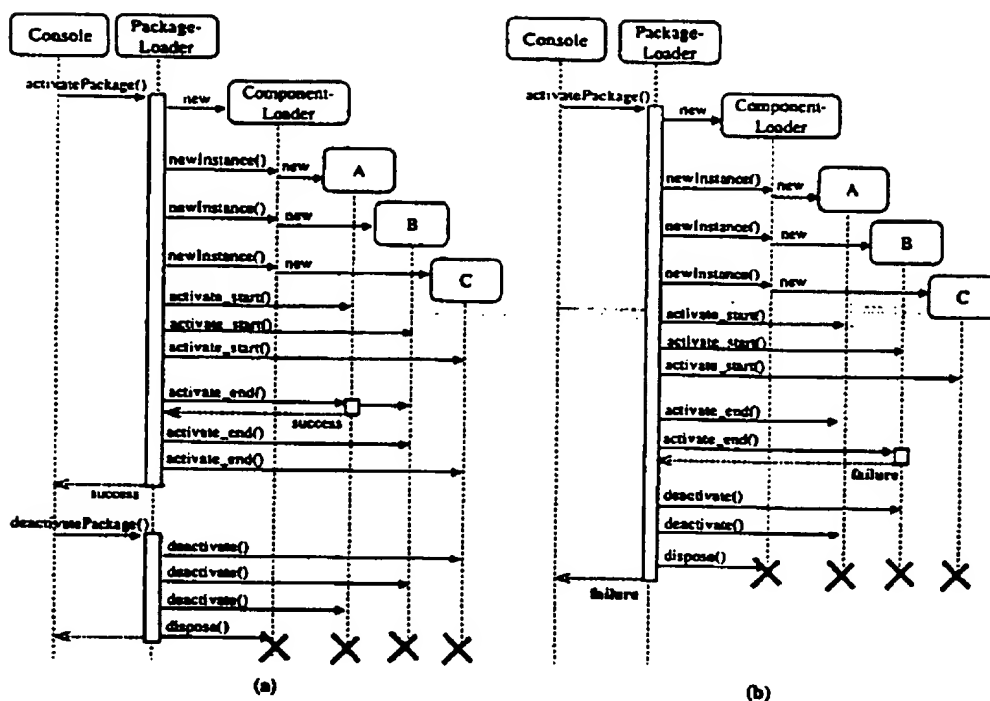 Console
Package-
Loader
activatePackage()
new
Component-
Loader
newInstance()
new
A
newInstance()
new
B
newInstance()
new
C
activate_start()
activate_start()
activate_start()
activate_end()
success
activate_end()
activate_end()
success
deactivatePackage()
deactivate()
deactivate()
deactivate()
dispose()
(a)
Console
Package-
Loader
activatePackage()
new
Component-
Loader
newInstance()
new
A
newInstance()
new
B
newInstance()
new
C
activate_start()
activate_start()
activate_start()
activate_end()
activate_end()
failure
deactivate()
deactivate()
dispose()
failure
(b)